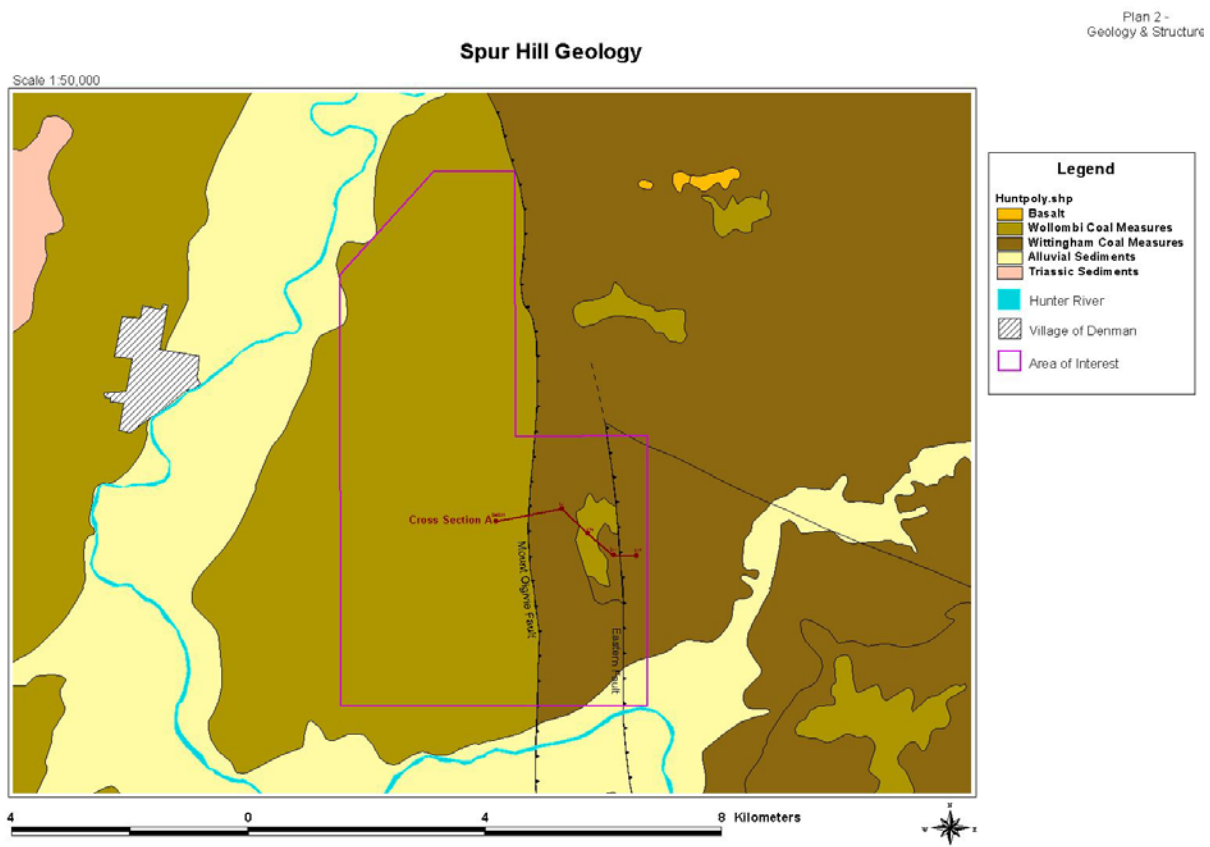 Plan 2 -
Geology & Structure
Spur Hill Geology
Scale 1:50,000
Legend
Huntpoly.shp
Basalt
Wollombi Coal Measures
Wittingham Coal Measures
Alluvial Sediments
Triassic Sediments
Hunter River
Village of Denman
Area of Interest
Cross Section A
Mount Ogilvie Fault
Eastern Fault
4 0 4 8 Kilometers
N
W E
S